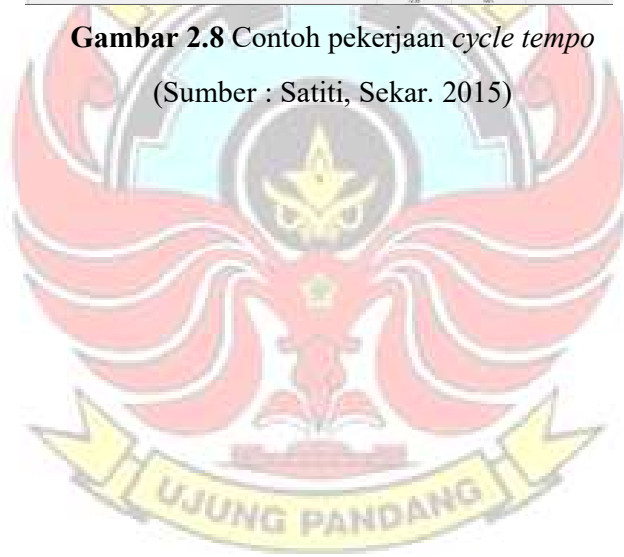 Gambar 2.8 Contoh pekerjaan cycle tempo
(Sumber : Satiti, Sekar. 2015)
UJUNG PANDANG